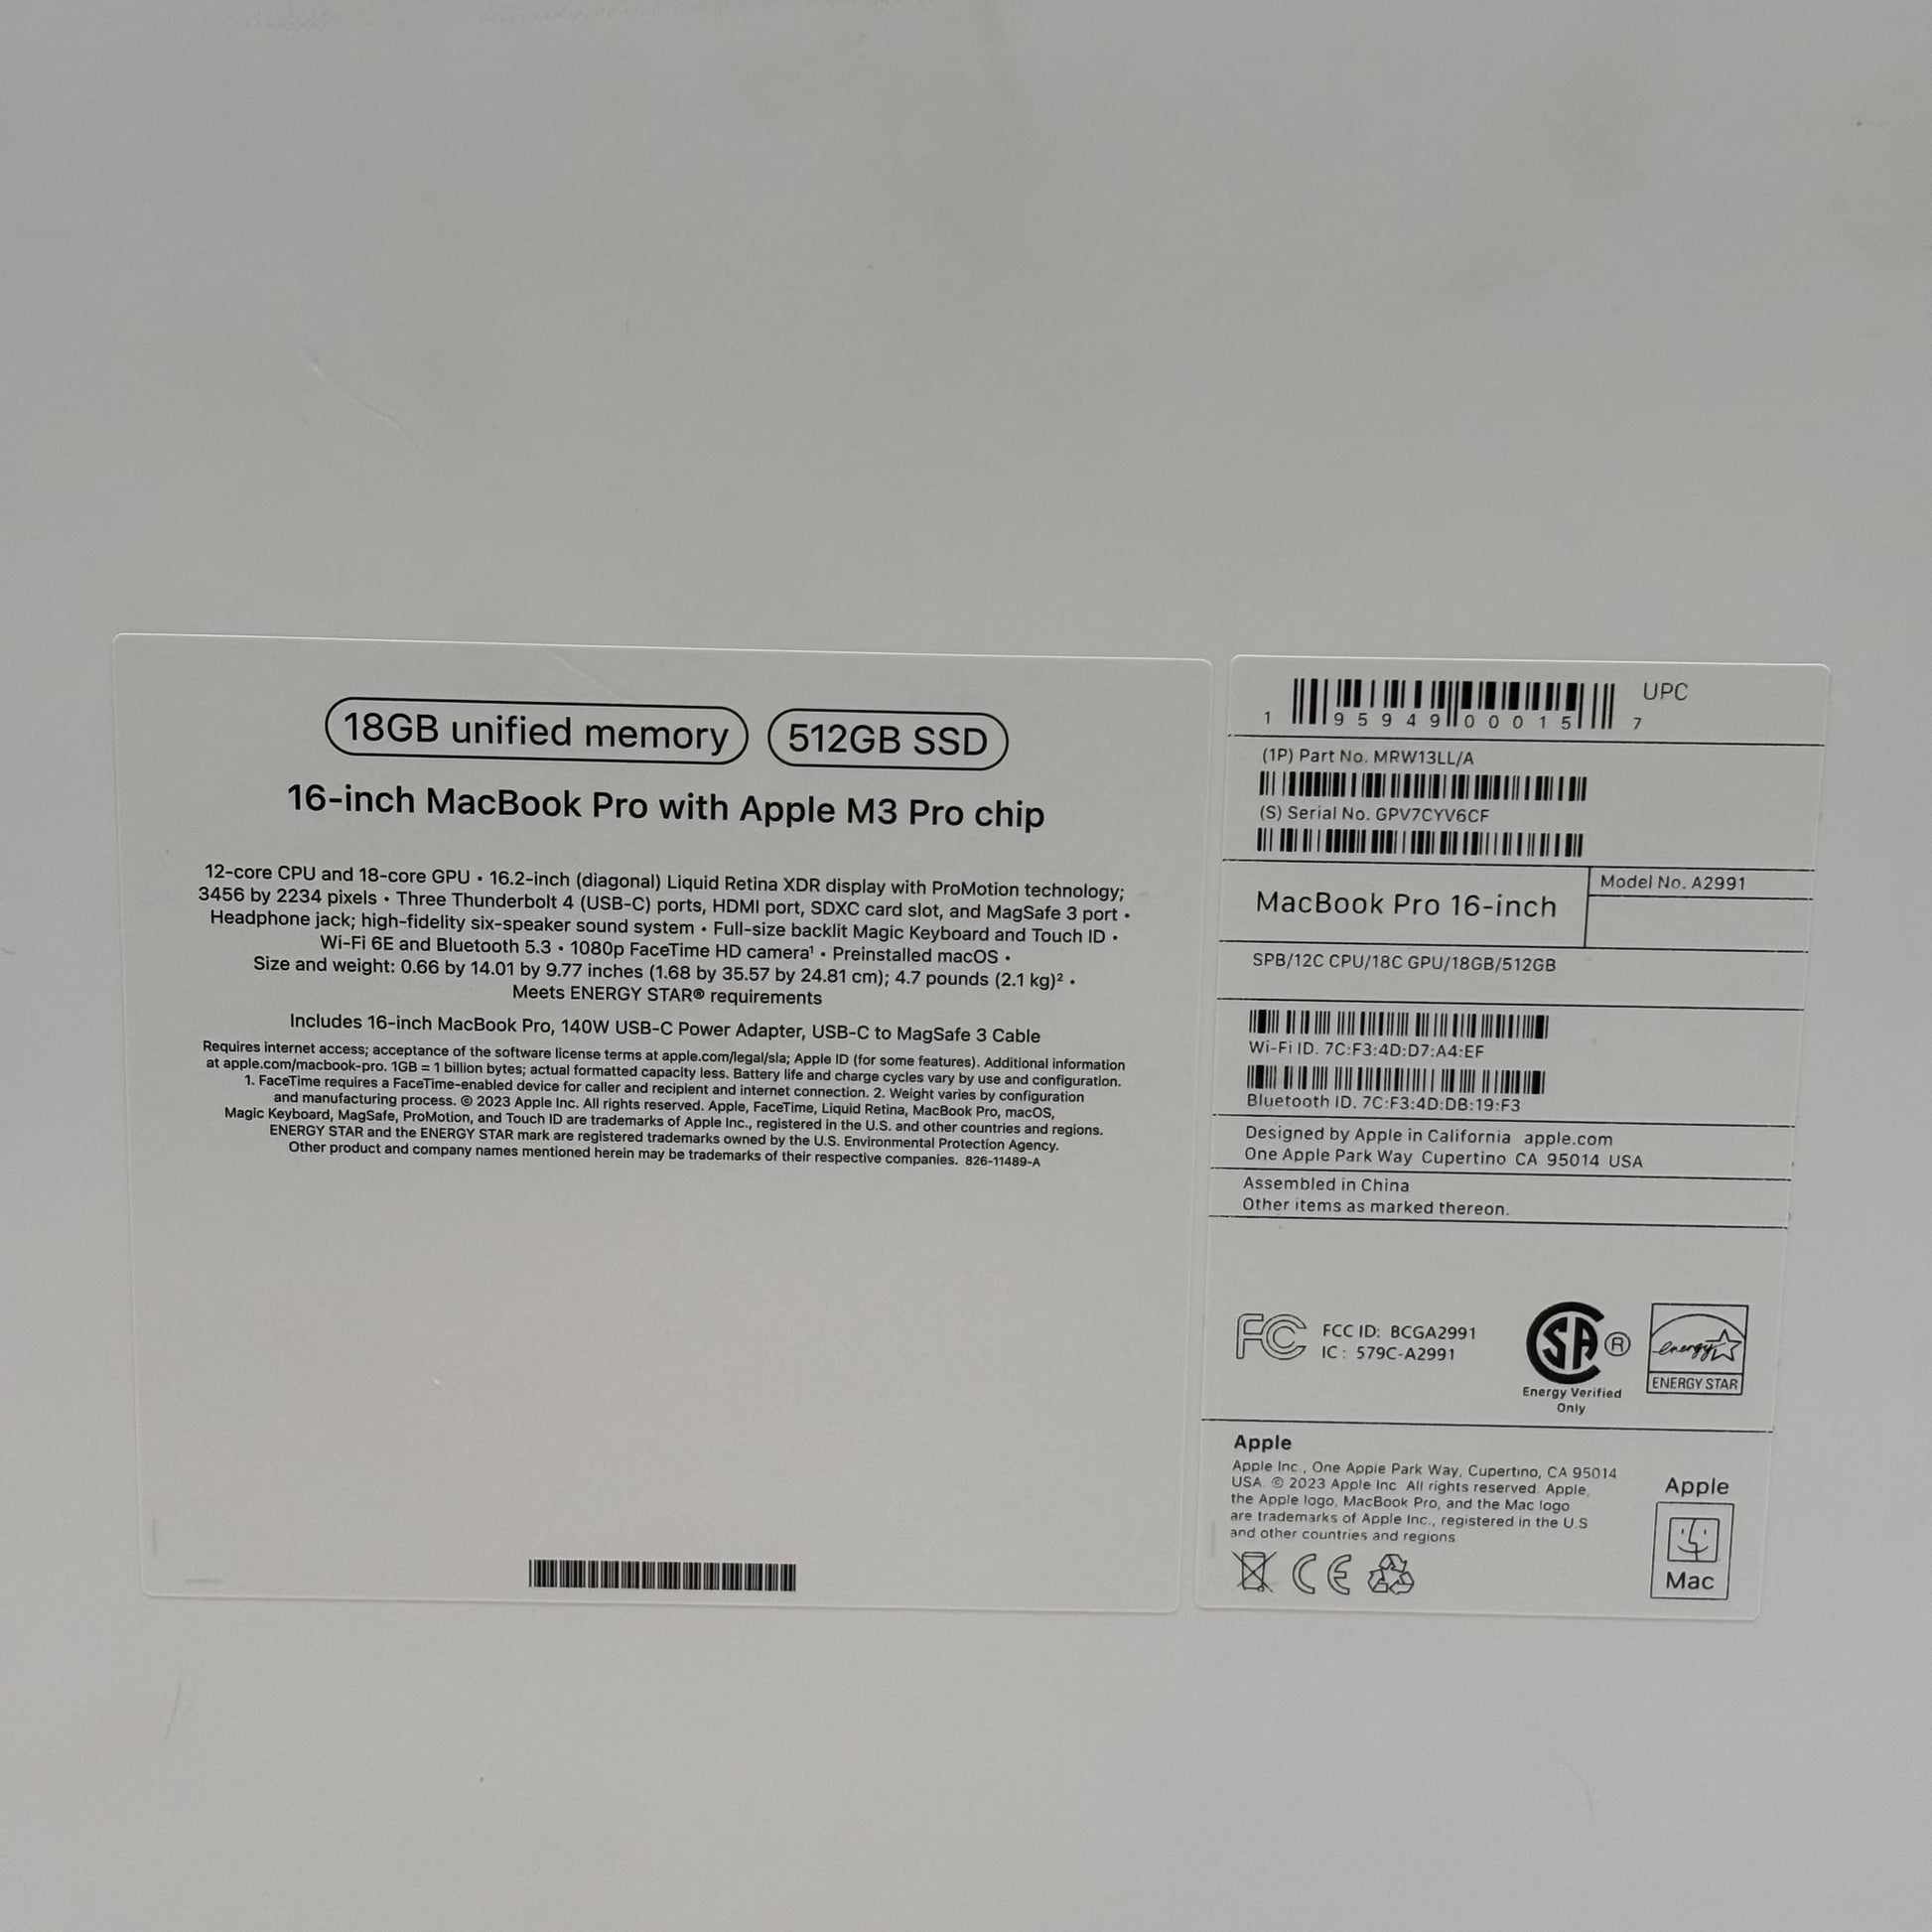 18GB unified memory 512GB SSD
16-inch MacBook Pro with Apple M3 Pro chip
12-core CPU and 18-core GPU • 16.2-inch (diagonal) Liquid Retina XDR display with ProMotion technology;
3456 by 2234 pixels • Three Thunderbolt 4 (USB-C) ports, HDMI port, SDXC card slot, and MagSafe 3 port •
Headphone jack; high-fidelity six-speaker sound system • Full-size backlit Magic Keyboard and Touch ID •
Wi-Fi 6E and Bluetooth 5.3 • 1080p FaceTime HD camera¹ • Preinstalled macOS •
Size and weight: 0.66 by 14.01 by 9.77 inches (1.68 by 35.57 by 24.81 cm); 4.7 pounds (2.1 kg)² •
Meets ENERGY STAR® requirements
Includes 16-inch MacBook Pro, 140W USB-C Power Adapter, USB-C to MagSafe 3 Cable
Requires internet access; acceptance of the software license terms at apple.com/legal/sla; Apple ID (for some features). Additional information
at apple.com/macbook-pro. 1GB = 1 billion bytes; actual formatted capacity less. Battery life and charge cycles vary by use and configuration.
1. FaceTime requires a FaceTime-enabled device for caller and recipient and internet connection. 2. Weight varies by configuration
and manufacturing process. © 2023 Apple Inc. All rights reserved. Apple, FaceTime, Liquid Retina, MacBook Pro, macOS,
Magic Keyboard, MagSafe, ProMotion, and Touch ID are trademarks of Apple Inc., registered in the U.S. and other countries and regions.
ENERGY STAR and the ENERGY STAR mark are registered trademarks owned by the U.S. Environmental Protection Agency.
Other product and company names mentioned herein may be trademarks of their respective companies. 826-11489-A
UPC
1 95949 00015 7
(1P) Part No. MRW13LL/A
(S) Serial No. GPV7CYV6CF
MacBook Pro 16-inch
Model No. A2991
SPB/12C CPU/18C GPU/18GB/512GB
Wi-Fi ID. 7C:F3:4D:D7:A4:EF
Bluetooth ID. 7C:F3:4D:DB:19:F3
Designed by Apple in California apple.com
One Apple Park Way Cupertino CA 95014 USA
Assembled in China
Other items as marked thereon.
FC
FCC ID: BCGA2991
IC: 579C-A2991
SA ®
Energy Verified
Only
energy
ENERGY STAR
Apple
Apple Inc., One Apple Park Way, Cupertino, CA 95014
USA. © 2023 Apple Inc All rights reserved. Apple,
the Apple logo, MacBook Pro, and the Mac logo
are trademarks of Apple Inc., registered in the U.S
and other countries and regions
CE
Apple
Mac